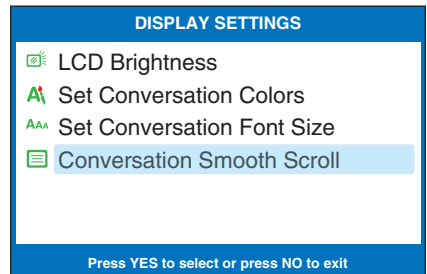 DISPLAY SETTINGS
LCD Brightness
Set Conversation Colors
AAA Set Conversation Font Size
Conversation Smooth Scroll
Press YES to select or press NO to exit